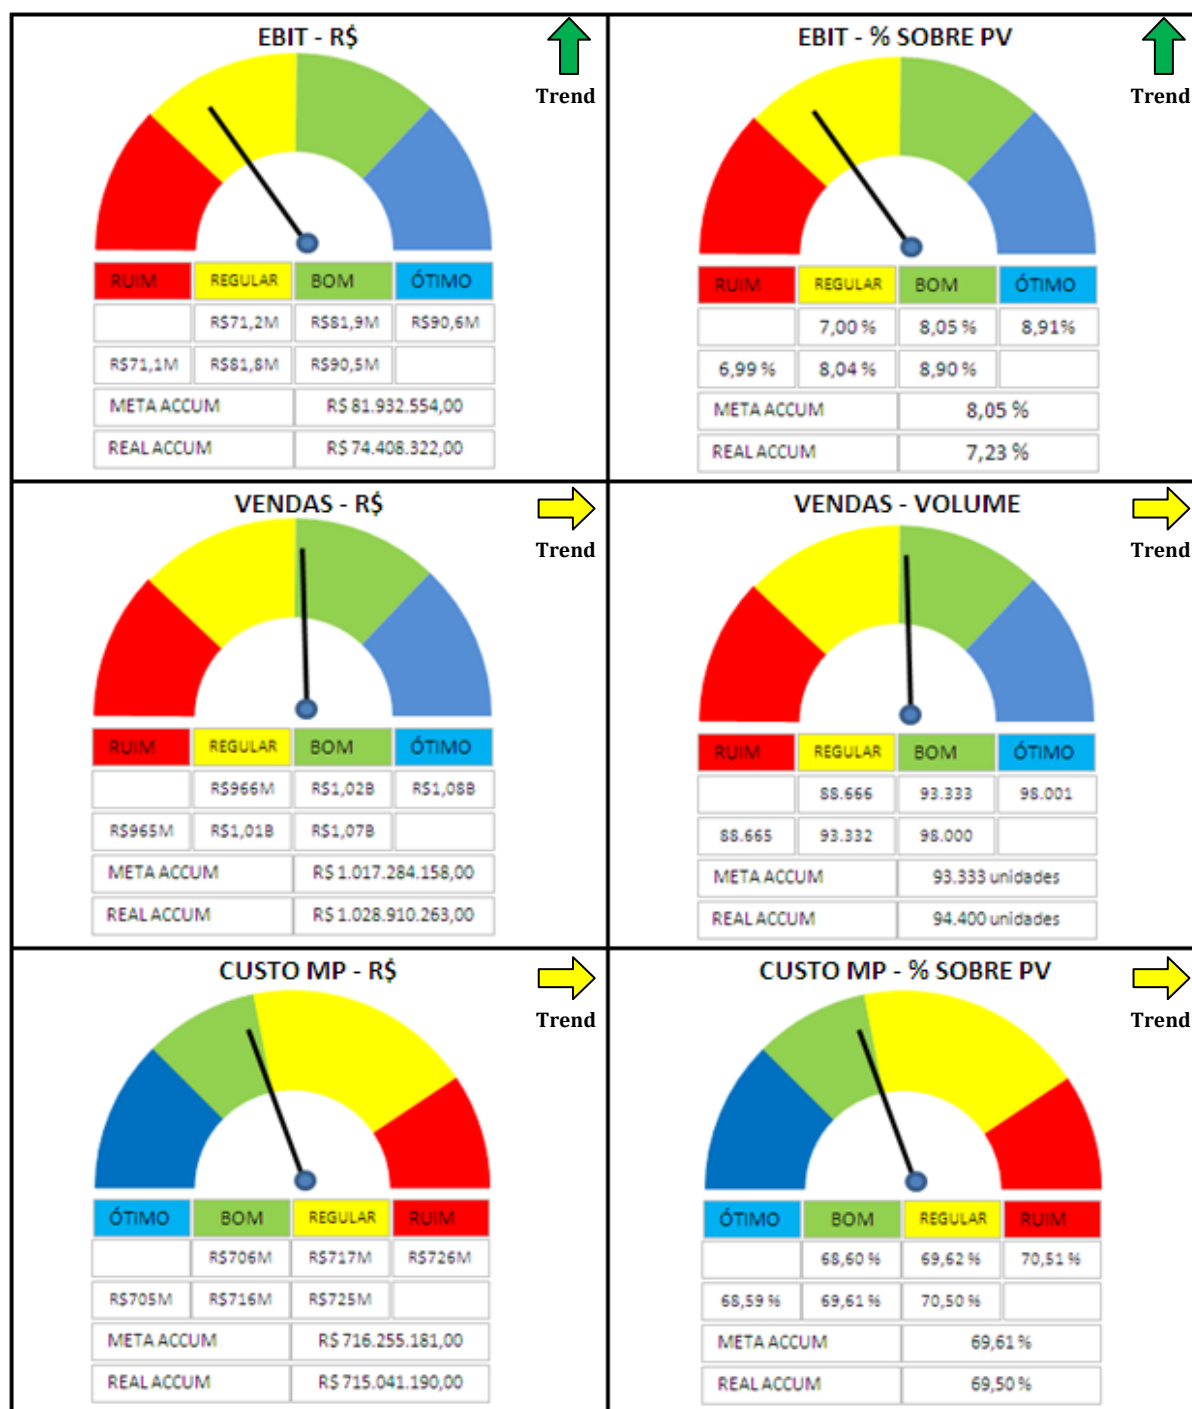 EBIT - R$
Trend
RUIM REGULAR BOM ÓTIMO
R$71,2M R$81,9M R$90,6M
R$71,1M R$81,8M R$90,5M
META ACCUM R$ 81.932.554,00
REAL ACCUM R$ 74.408.322,00
EBIT - % SOBRE PV
Trend
RUIM REGULAR BOM ÓTIMO
7,00 % 8,05 % 8,91%
6,99 % 8,04 % 8,90 %
META ACCUM 8,05 %
REAL ACCUM 7,23 %
VENDAS - R$
Trend
RUIM REGULAR BOM ÓTIMO
R$966M R$1,02B R$1,08B
R$965M R$1,01B R$1,07B
META ACCUM R$ 1.017.284.158,00
REAL ACCUM R$ 1.028.910.263,00
VENDAS - VOLUME
Trend
RUIM REGULAR BOM ÓTIMO
88.666 93.333 98.001
88.665 93.332 98.000
META ACCUM 93.333 unidades
REAL ACCUM 94.400 unidades
CUSTO MP - R$
Trend
ÓTIMO BOM REGULAR RUIM
R$706M R$717M R$726M
R$705M R$716M R$725M
META ACCUM R$ 716.255.181,00
REAL ACCUM R$ 715.041.190,00
CUSTO MP - % SOBRE PV
Trend
ÓTIMO BOM REGULAR RUIM
68,60 % 69,62 % 70,51 %
68,59 % 69,61 % 70,50 %
META ACCUM 69,61 %
REAL ACCUM 69,50 %